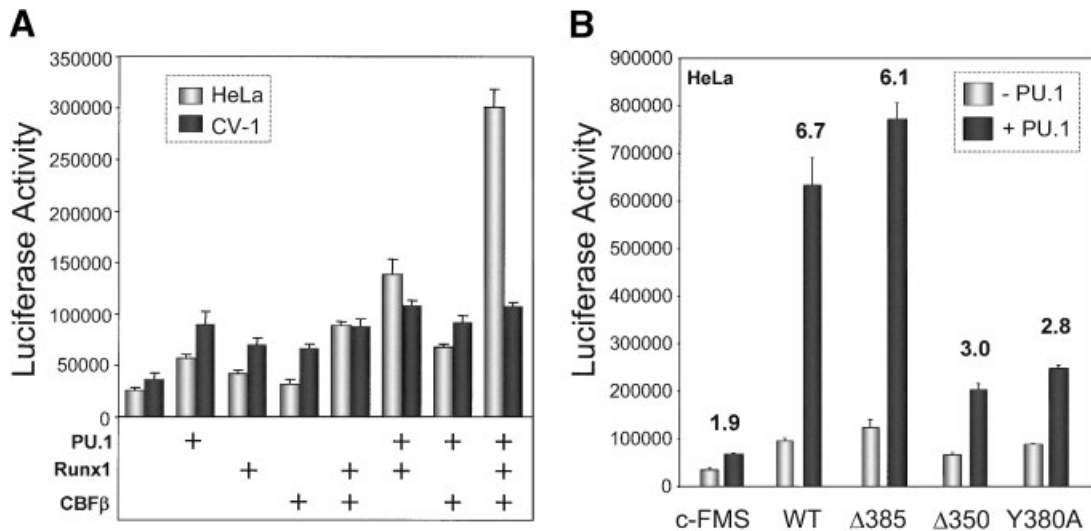 A
Luciferase Activity
350000
300000
250000
200000
150000
100000
50000
0
HeLa
CV-1
PU.1 + + + +
Runx1 + + + +
CBFβ + + + +
B
Luciferase Activity
900000
800000
700000
600000
500000
400000
300000
200000
100000
0
HeLa
- PU.1
+ PU.1
1.9
6.7
6.1
3.0
2.8
c-FMS WT Δ385 Δ350 Y380A